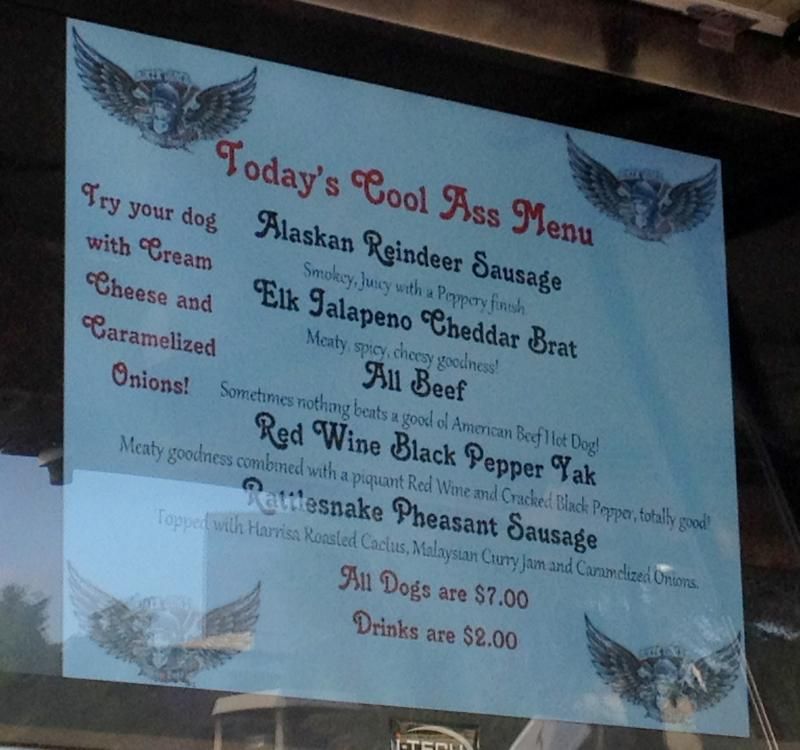 Today's Cool Ass Menu
Try your dog
with Cream
Cheese and
Caramelized
Onions!
Alaskan Reindeer Sausage
Smokey, Juicy with a Peppery finish
Elk Jalapeno Cheddar Brat
Meaty, spicy, cheesy goodness!
All Beef
Sometimes nothing beats a good ol American Beef Hot Dog!
Red Wine Black Pepper Yak
Meaty goodness combined with a piquant Red Wine and Cracked Black Pepper, totally good!
Rattlesnake Pheasant Sausage
Topped with Harrisa Roasted Cactus, Malaysian Curry Jam and Caramelized Onions.
All Dogs are $7.00
Drinks are $2.00
i-TECH